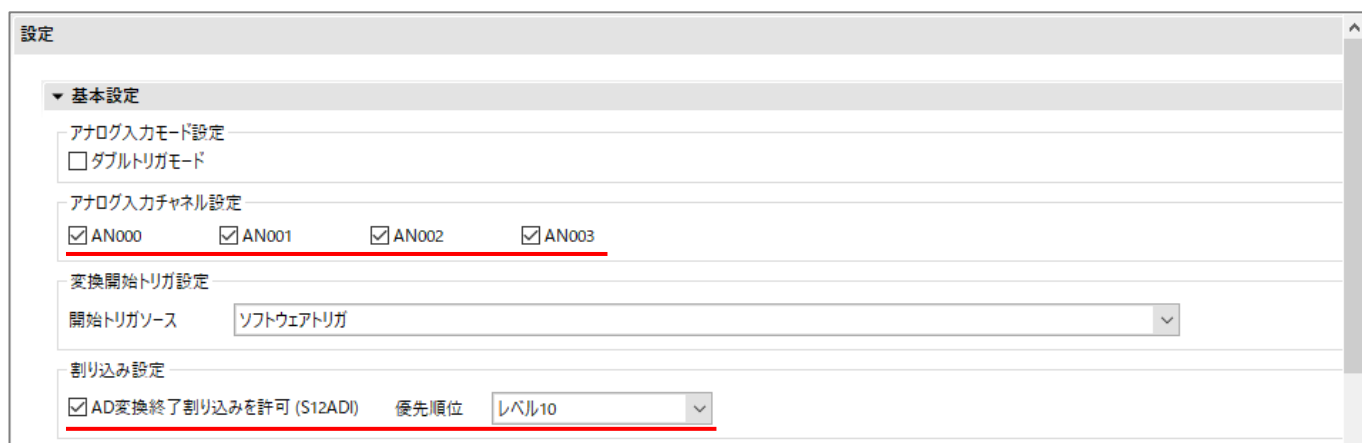 設定
基本設定
アナログ入力モード設定
ダブルトリガモード
アナログ入力チャネル設定
AN000 AN001 AN002 AN003
変換開始トリガ設定
開始トリガソース ソフトウェアトリガ
割り込み設定
AD変換終了割り込みを許可 (S12ADI) 優先順位 レベル10